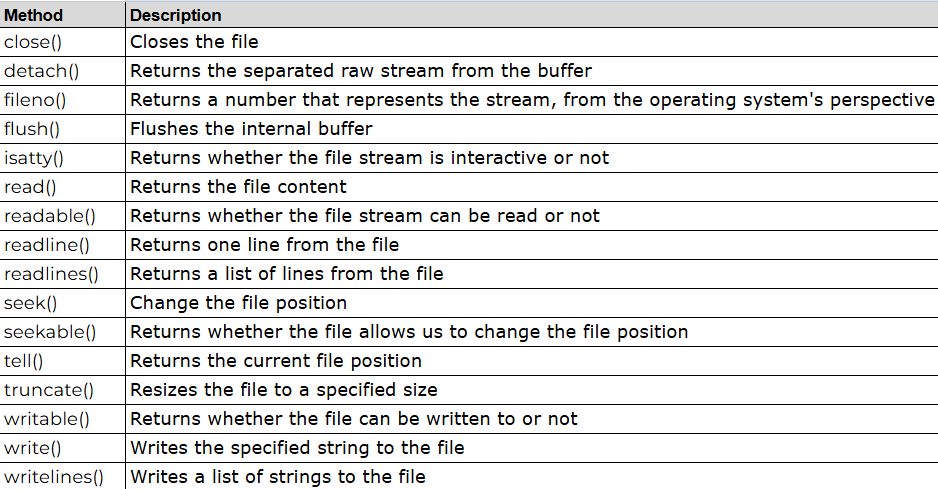 Method Description
close() Closes the file
detach() Returns the separated raw stream from the buffer
fileno() Returns a number that represents the stream, from the operating system's perspective
flush() Flushes the internal buffer
isatty() Returns whether the file stream is interactive or not
read() Returns the file content
readable() Returns whether the file stream can be read or not
readline() Returns one line from the file
readlines() Returns a list of lines from the file
seek() Change the file position
seekable() Returns whether the file allows us to change the file position
tell() Returns the current file position
truncate() Resizes the file to a specified size
writable() Returns whether the file can be written to or not
write() Writes the specified string to the file
writelines() Writes a list of strings to the file